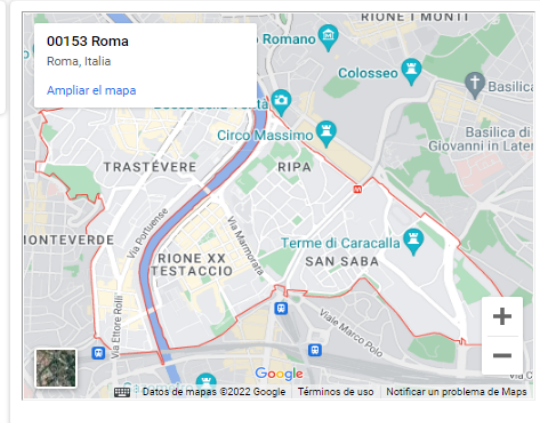 RIONE I MONTI
00153 Roma
Roma, Italia
Ampliar el mapa
Romano
Colosseo
Basilica
Circo Massimo
Basilica di
Giovanni in Later
TRASTEVERE
RIPA
MONTEVERDE
Via Portuense
Via Marmorata
Terme di Caracalla
RIONE XX
TESTACCIO
SAN SABA
Via Ettore Rolli
Viale Marco Polo
Google
Datos de mapas ©2022 Google
Términos de uso
Notificar un problema de Maps